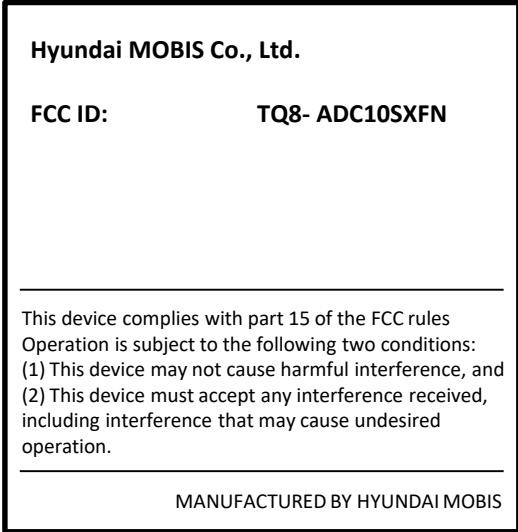 Hyundai MOBIS Co., Ltd.
FCC ID: TQ8- ADC10SXFN
This device complies with part 15 of the FCC rules
Operation is subject to the following two conditions:
(1) This device may not cause harmful interference, and
(2) This device must accept any interference received,
including interference that may cause undesired
operation.
MANUFACTURED BY HYUNDAI MOBIS